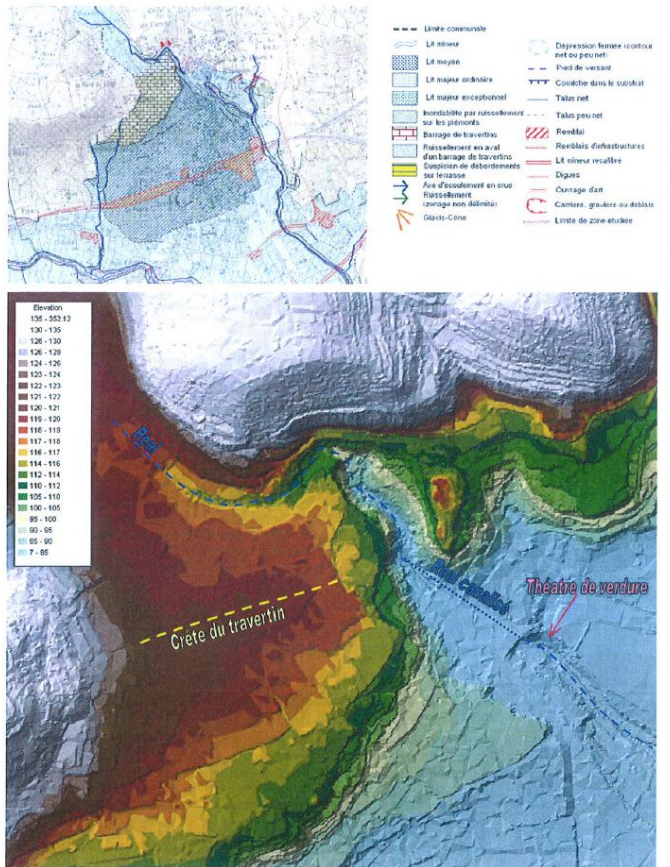 Limite communale
Lit mineur
Lit moyen
Lit majeur ordinaire
Lit majeur exceptionnel
Inondabilité par ruissellement
sur les piémonts
Barrage de travertins
Ruissellement en aval
d'un barrage de travertins
Suspicion de débordements
sur terrasse
Axe d'écoulement en crue
Ruissellement
(zonage non délimité)
Glacis-Cône
Dépression fermée (contour
net ou peu net)
Pied de versant
Corniche dans le substrat
Talus net
Talus peu net
Remblai
Remblais d'infrastructures
Lit mineur recalibré
Digues
Ouvrage d'art
Carrière, gravière ou déblais
Limite de zone étudiée
Elevation
135 - 352.12
130 - 135
128 - 130
126 - 128
124 - 126
123 - 124
122 - 123
121 - 122
120 - 121
119 - 120
118 - 119
117 - 118
116 - 117
114 - 116
112 - 114
110 - 112
105 - 110
100 - 105
95 - 100
90 - 95
85 - 90
7 - 85
Réal
Crête du travertin
Réal canalisé
Théatre de verdure